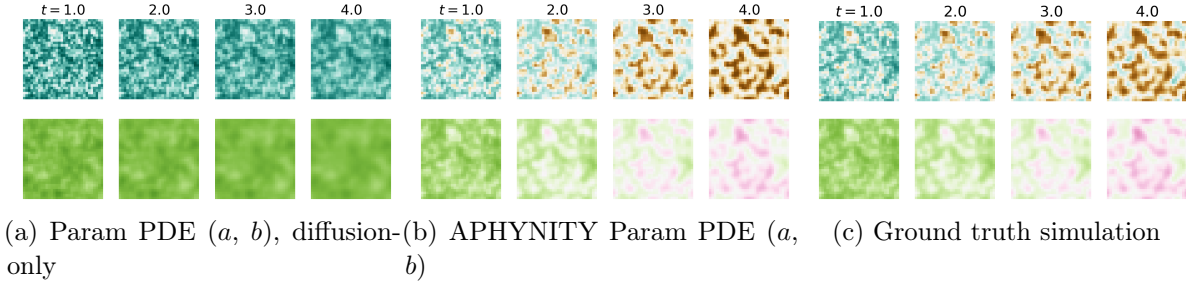 t = 1.0 2.0 3.0 4.0 t = 1.0 2.0 3.0 4.0 t = 1.0 2.0 3.0 4.0
(a) Param PDE (a, b), diffusion-only
(b) APHYNITY Param PDE (a, b)
(c) Ground truth simulation